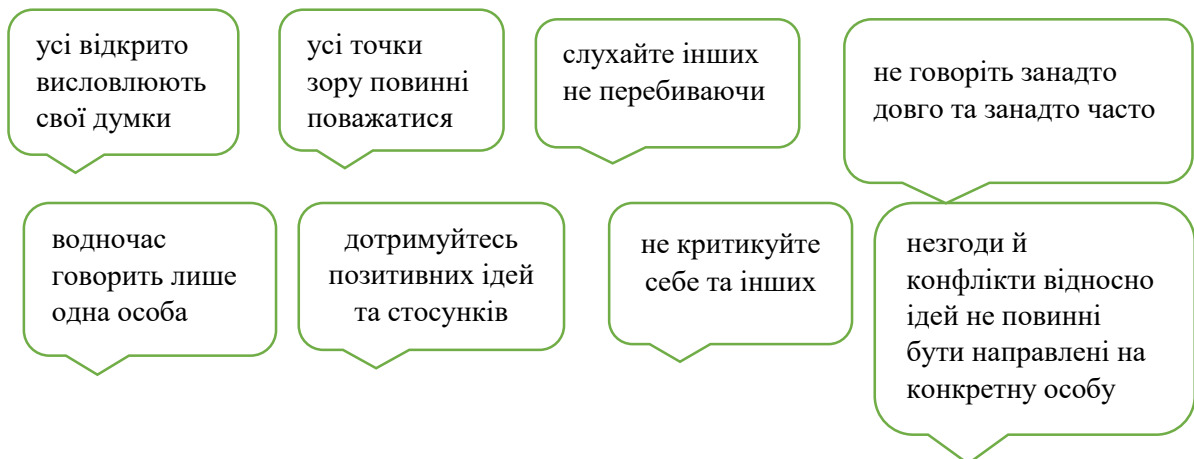 усі відкрито
висловлюють
свої думки
усі точки
зору повинні
поважатися
слухайте інших
не перебиваючи
не говоріть занадто
довго та занадто часто
водночас
говорить лише
одна особа
дотримуйтесь
позитивних ідей
та стосунків
не критикуйте
себе та інших
незгоди й
конфлікти відносно
ідей не повинні
бути направлені на
конкретну особу